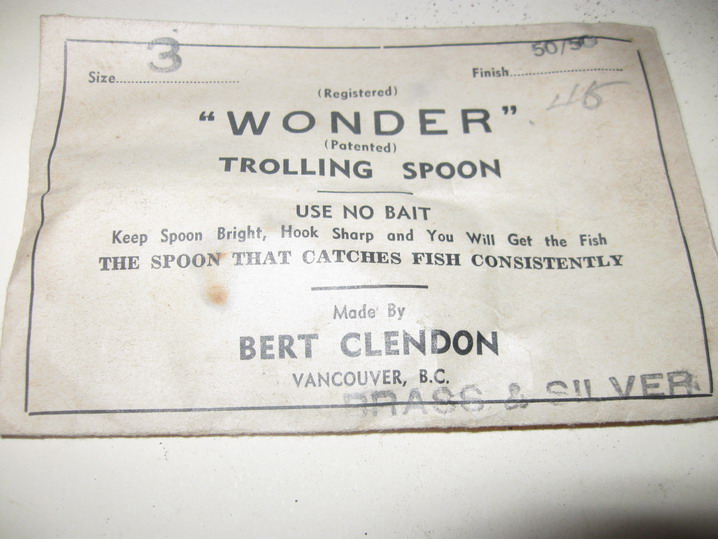 Size.............. 3
Finish.............. 50/50
(Registered)
"WONDER"
.45
(Patented)
TROLLING SPOON
USE NO BAIT
Keep Spoon Bright, Hook Sharp and You Will Get the Fish
THE SPOON THAT CATCHES FISH CONSISTENTLY
Made By
BERT CLENDON
VANCOUVER, B.C.
BRASS & SILVER